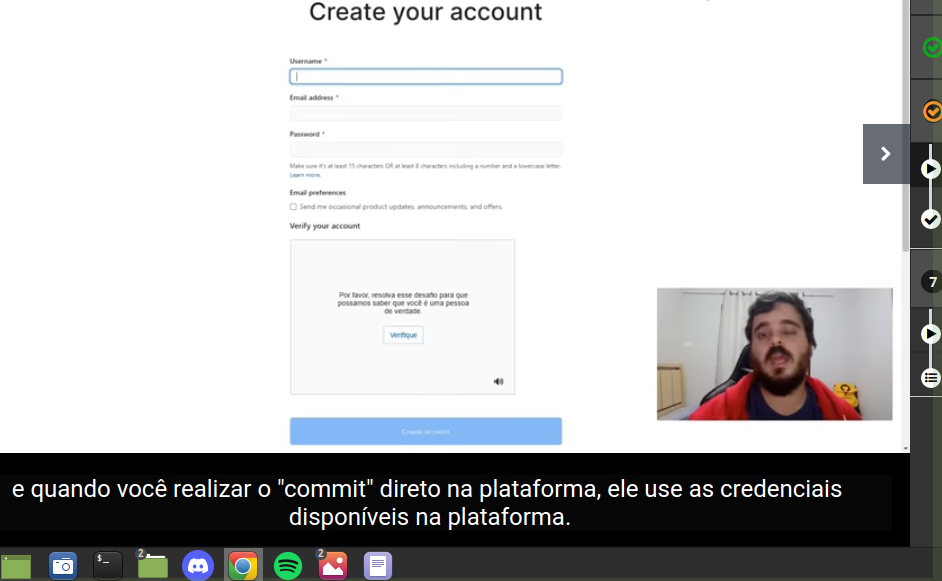 Create your account
Username *
Email address *
Password *
Make sure it's at least 15 characters OR at least 8 characters including a number and a lowercase letter.
Learn more.
Email preferences
Send me occasional product updates, announcements, and offers.
Verify your account
Por favor, resolva esse desafio para que
possamos saber que você é uma pessoa
de verdade.
Verifique
Create account
7
e quando você realizar o "commit" direto na plataforma, ele use as credenciais
disponíveis na plataforma.
$_
2
2